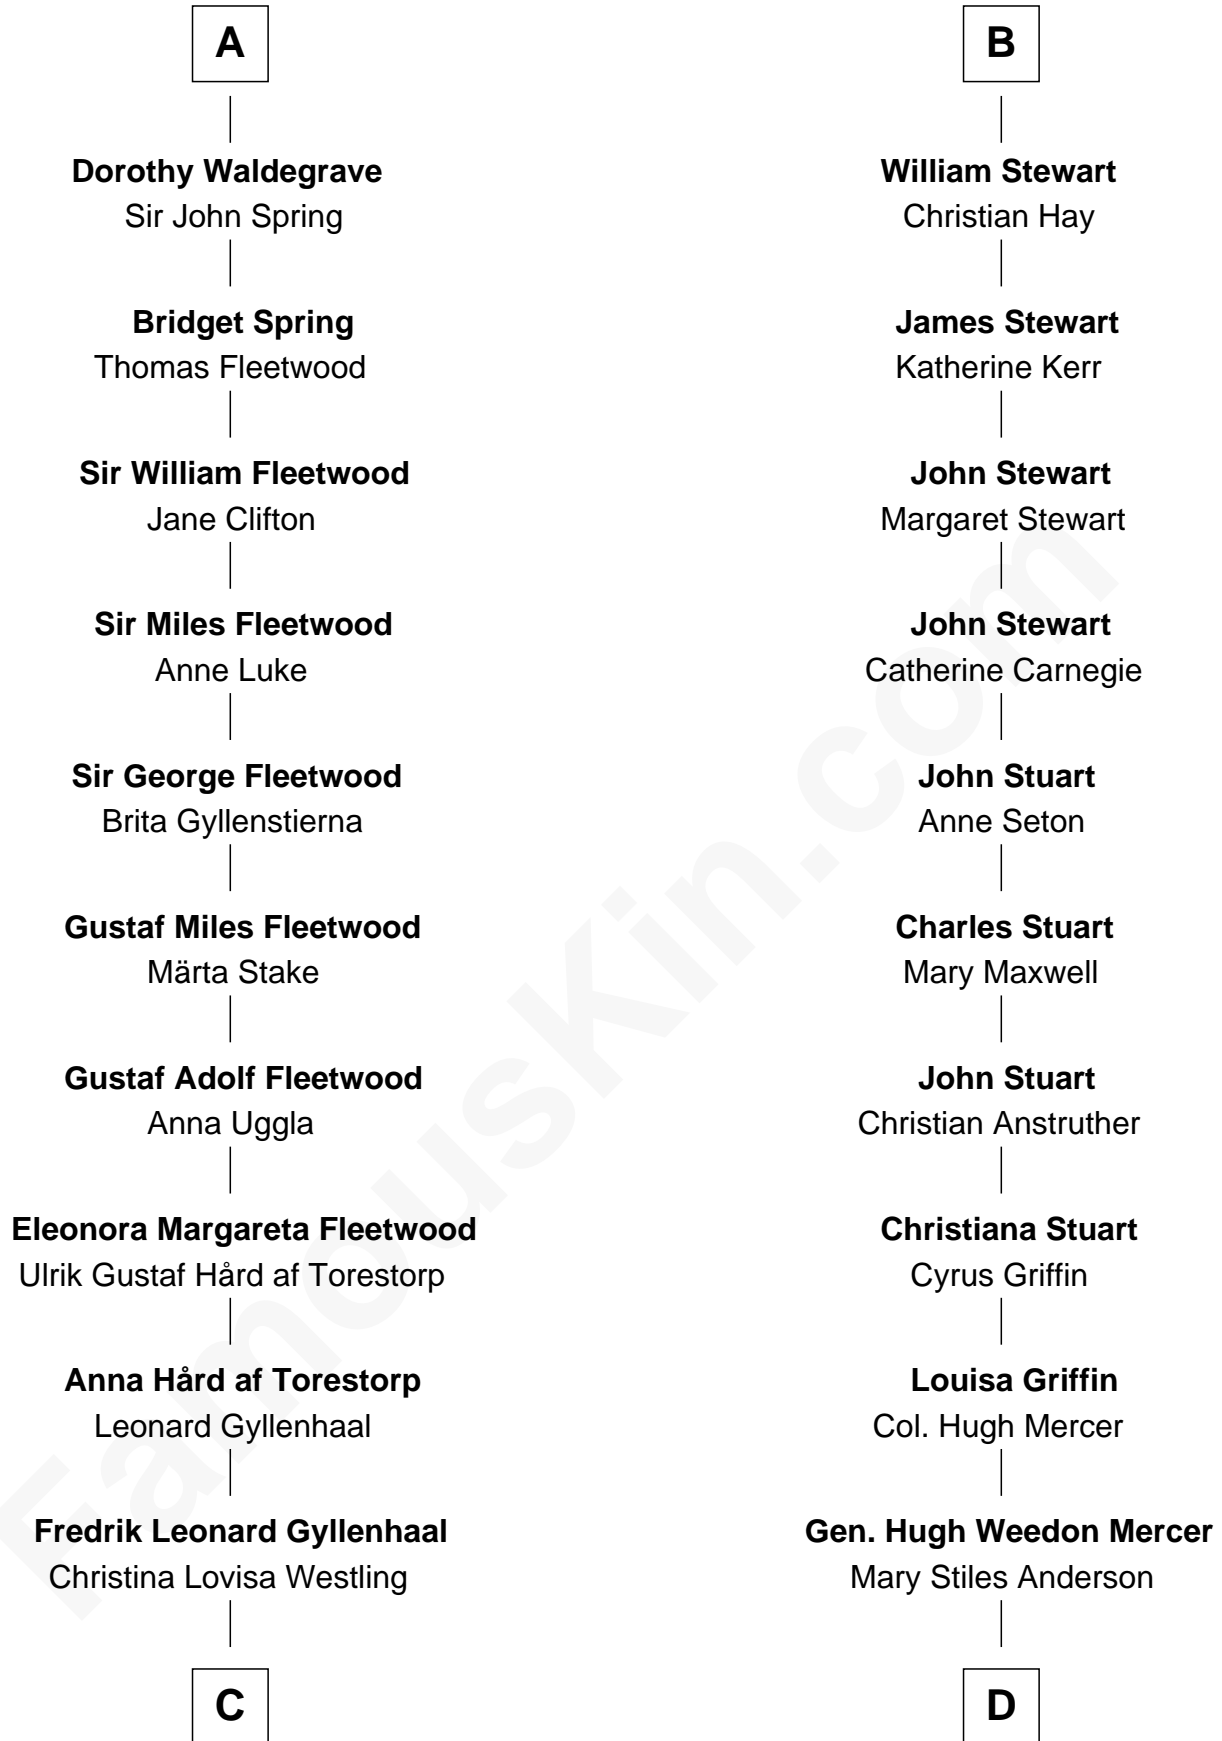 A
Dorothy Waldegrave
Sir John Spring
Bridget Spring
Thomas Fleetwood
Sir William Fleetwood
Jane Clifton
Sir Miles Fleetwood
Anne Luke
Sir George Fleetwood
Brita Gyllenstierna
Gustaf Miles Fleetwood
Märta Stake
Gustaf Adolf Fleetwood
Anna Uggla
Eleonora Margareta Fleetwood
Ulrik Gustaf Hård af Torestorp
Anna Hård af Torestorp
Leonard Gyllenhaal
Fredrik Leonard Gyllenhaal
Christina Lovisa Westling
C
B
William Stewart
Christian Hay
James Stewart
Katherine Kerr
John Stewart
Margaret Stewart
John Stewart
Catherine Carnegie
John Stuart
Anne Seton
Charles Stuart
Mary Maxwell
John Stuart
Christian Anstruther
Christiana Stuart
Cyrus Griffin
Louisa Griffin
Col. Hugh Mercer
Gen. Hugh Weedon Mercer
Mary Stiles Anderson
D
FamousKin.com